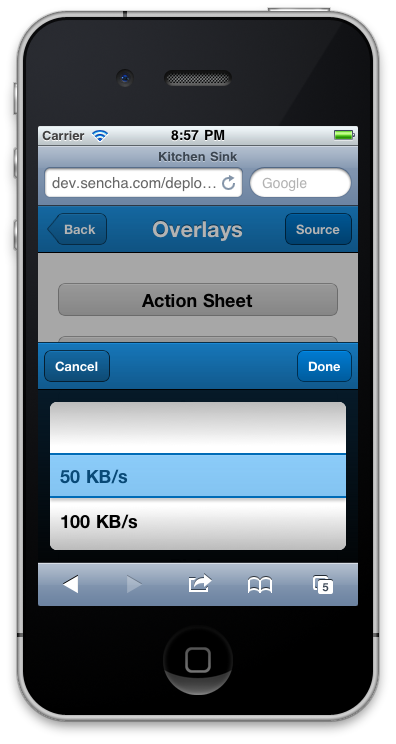 Carrier 8:57 PM
Kitchen Sink
dev.sencha.com/deplo... Google
Back Overlays Source
Action Sheet
Cancel Done
50 KB/s
100 KB/s
5